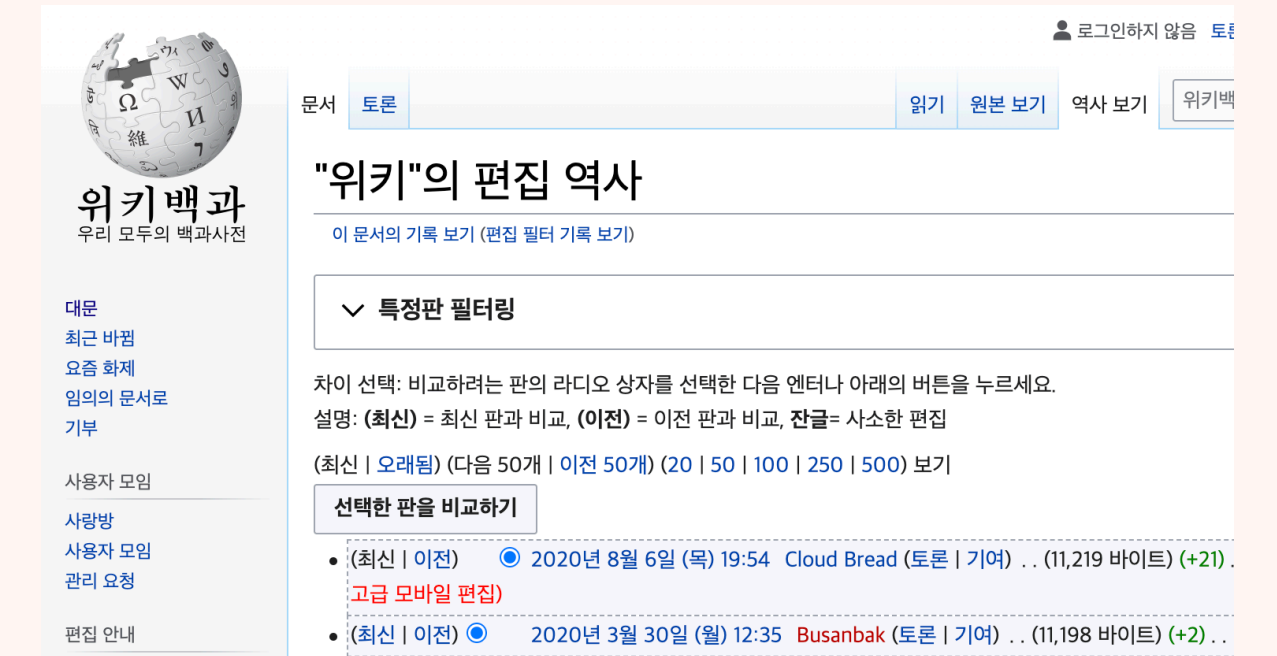 로그인하지 않음
문서 토론 읽기 원본 보기 역사 보기
위키백과
우리 모두의 백과사전
"위키"의 편집 역사
이 문서의 기록 보기 (편집 필터 기록 보기)
대문
최근 바뀜
요즘 화제
임의의 문서로
기부
사용자 모임
사랑방
사용자 모임
관리 요청
편집 안내
특정판 필터링
차이 선택: 비교하려는 판의 라디오 상자를 선택한 다음 엔터나 아래의 버튼을 누르세요.
설명: (최신) = 최신 판과 비교, (이전) = 이전 판과 비교, 잔글= 사소한 편집
(최신 | 오래됨) (다음 50개 | 이전 50개) (20 | 50 | 100 | 250 | 500) 보기
선택한 판을 비교하기
(최신 | 이전) 2020년 8월 6일 (목) 19:54 Cloud Bread (토론 | 기여) . . (11,219 바이트) (+21) .
고급 모바일 편집)
(최신 | 이전) 2020년 3월 30일 (월) 12:35 Busanbak (토론 | 기여) . . (11,198 바이트) (+2) . .